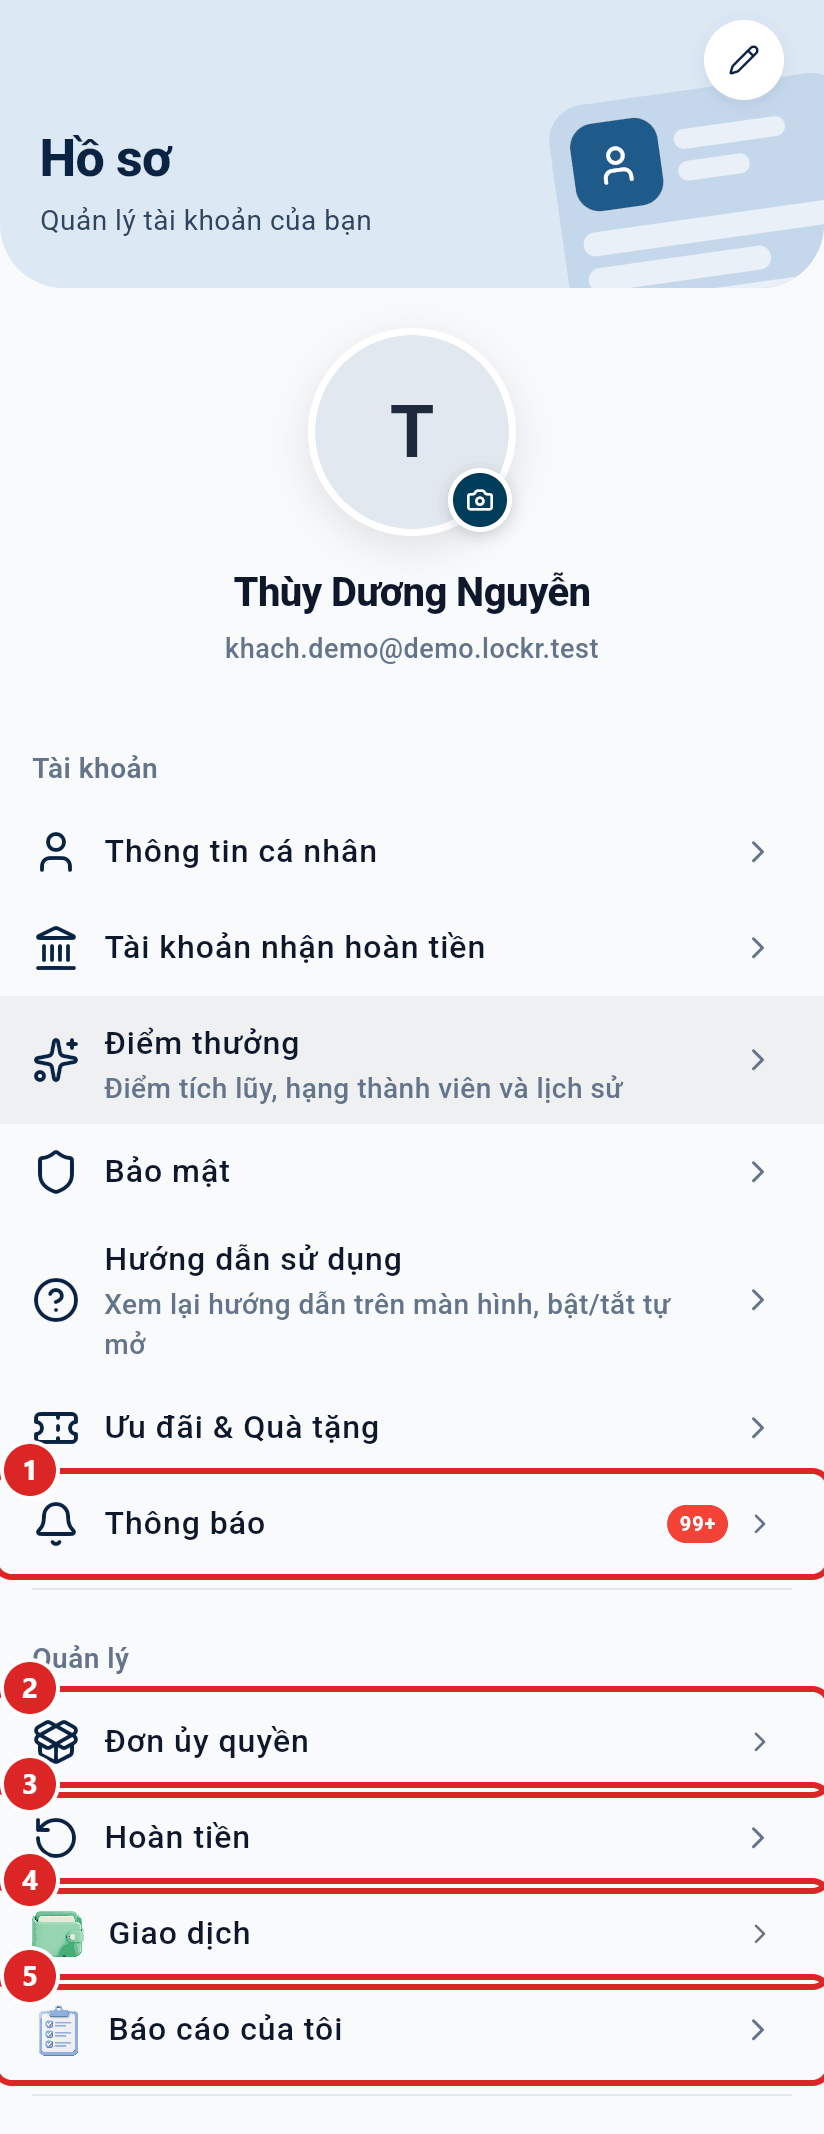 Hồ sơ
Quản lý tài khoản của bạn
T
Thùy Dương Nguyễn
khach.demo@demo.lockr.test
Tài khoản
Thông tin cá nhân
Tài khoản nhận hoàn tiền
Điểm thưởng
Điểm tích lũy, hạng thành viên và lịch sử
Bảo mật
Hướng dẫn sử dụng
Xem lại hướng dẫn trên màn hình, bật/tắt tự
mở
Ưu đãi & Quà tặng
1
Thông báo 99+
Quản lý
2
Đơn ủy quyền
3
Hoàn tiền
4
Giao dịch
5
Báo cáo của tôi